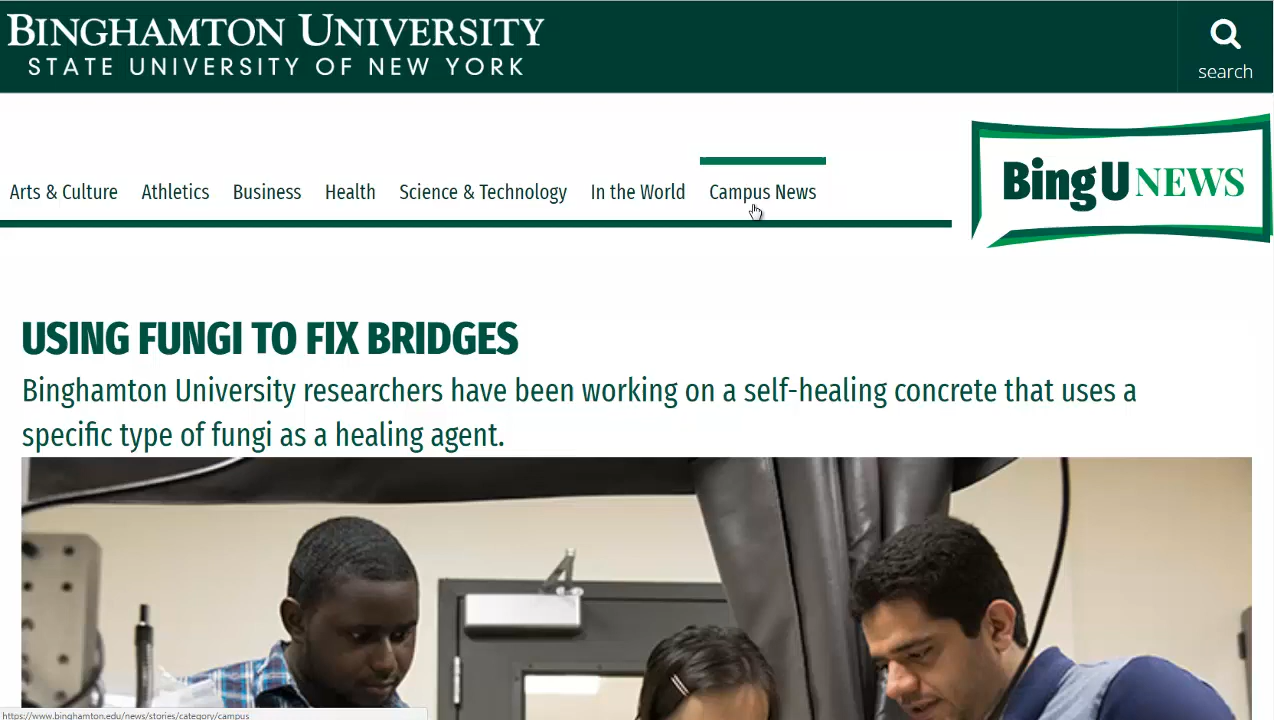 BINGHAMTON UNIVERSITY
STATE UNIVERSITY OF NEW YORK
search
BingUNEWS
Arts & Culture Athletics Business Health Science & Technology In the World Campus News
USING FUNGI TO FIX BRIDGES
Binghamton University researchers have been working on a self-healing concrete that uses a
specific type of fungi as a healing agent.
https://www.binghamton.edu/news/stories/category/campus